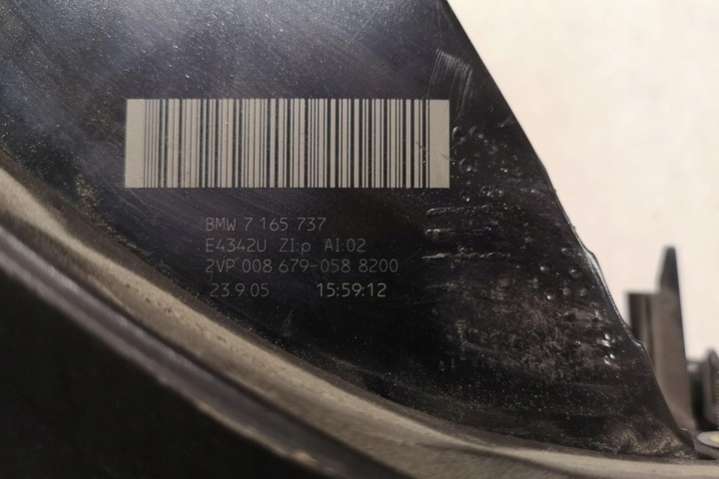 BMW 7 165 737
E4342U ZI:p AI:02
2VP 008 679-058 8200
23.9.05 15:59:12